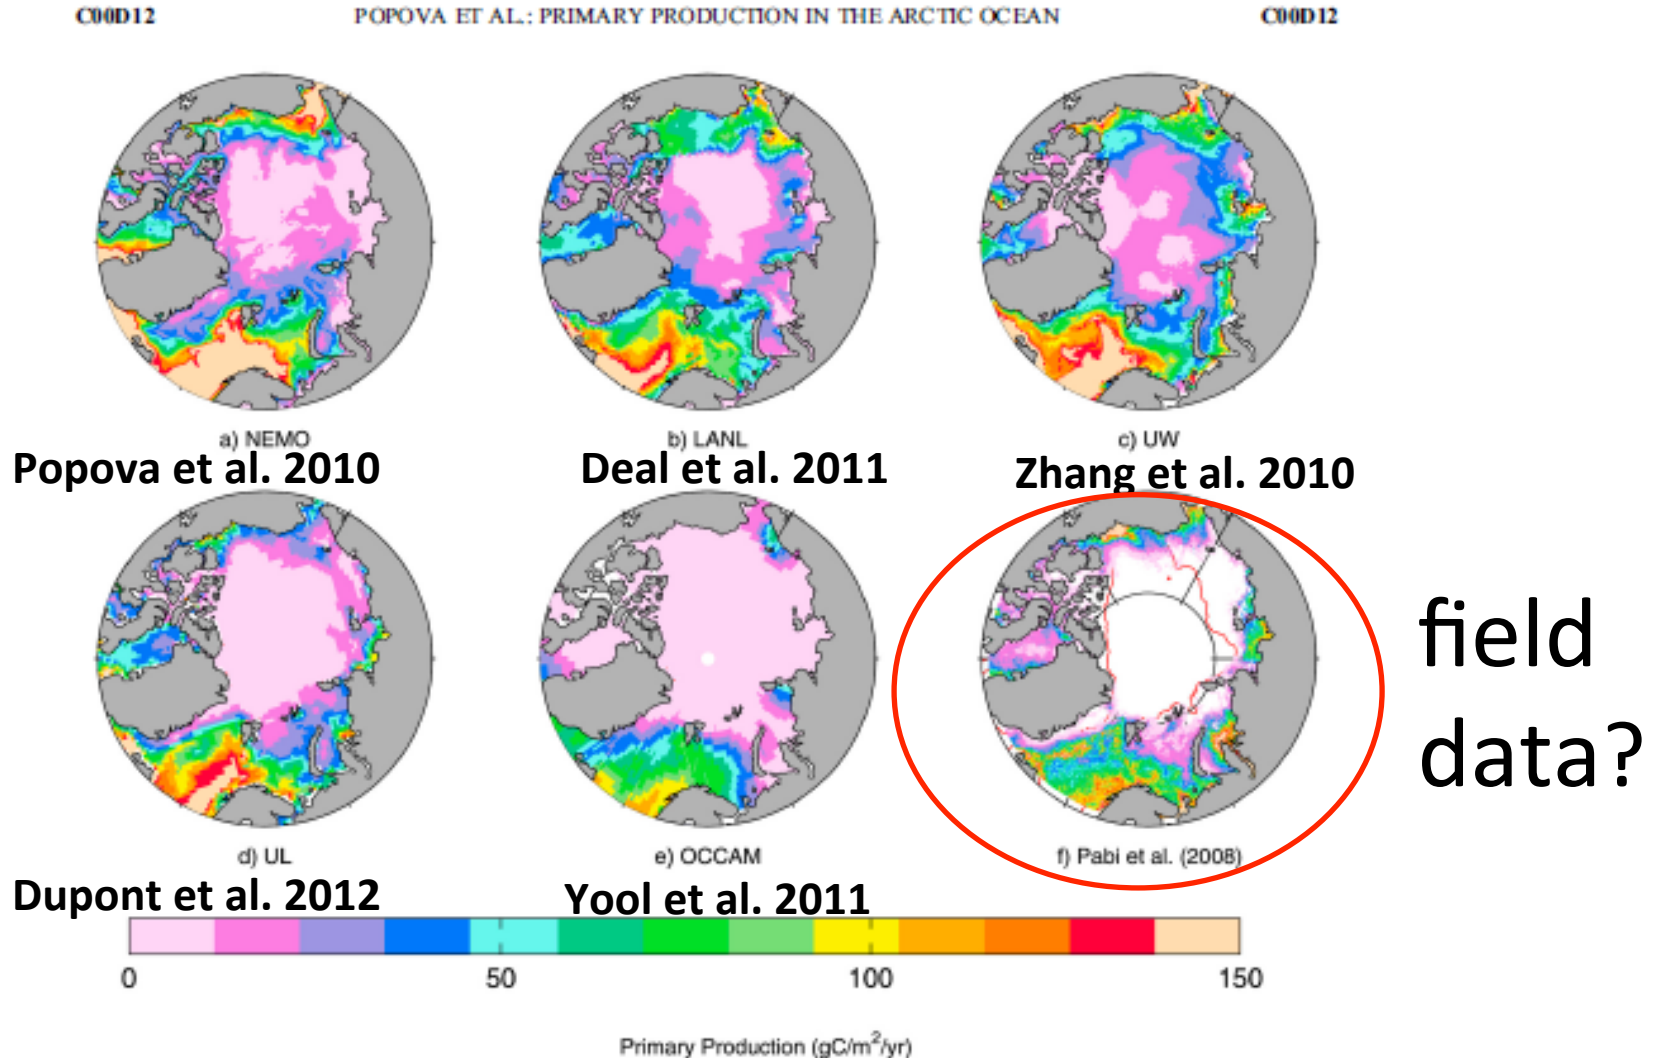 C00D12 POPOVA ET AL.: PRIMARY PRODUCTION IN THE ARCTIC OCEAN C00D12
a) NEMO b) LANL c) UW
Popova et al. 2010 Deal et al. 2011 Zhang et al. 2010
field
data?
d) UL e) OCCAM f) Pabi et al. (2008)
Dupont et al. 2012 Yool et al. 2011
0 50 100 150
Primary Production (gC/m²/yr)